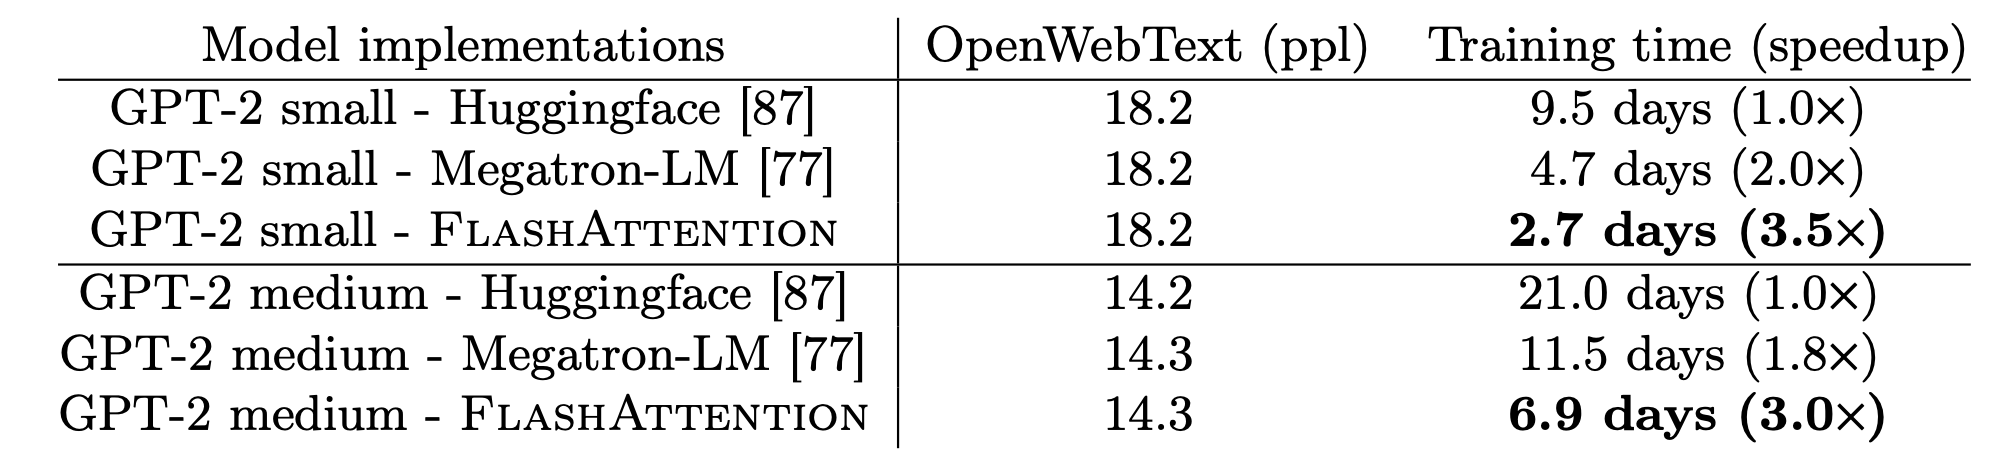 Model implementations OpenWebText (ppl) Training time (speedup)
GPT-2 small - Huggingface [87] 18.2 9.5 days (1.0×)
GPT-2 small - Megatron-LM [77] 18.2 4.7 days (2.0×)
GPT-2 small - FLASHATTENTION 18.2 2.7 days (3.5×)
GPT-2 medium - Huggingface [87] 14.2 21.0 days (1.0×)
GPT-2 medium - Megatron-LM [77] 14.3 11.5 days (1.8×)
GPT-2 medium - FLASHATTENTION 14.3 6.9 days (3.0×)